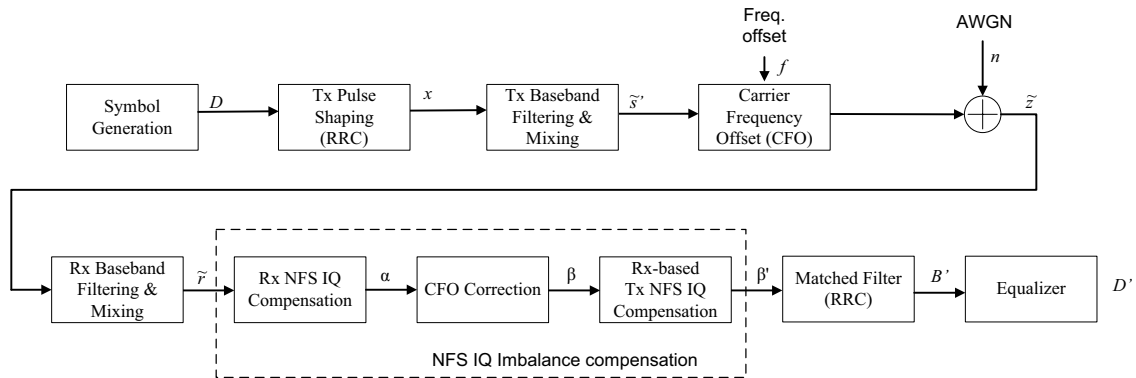 Freq.
offset
AWGN
f
n
Symbol
Generation
D
Tx Pulse
Shaping
(RRC)
x
Tx Baseband
Filtering &
Mixing
s̃'
Carrier
Frequency
Offset (CFO)
z̃
Rx Baseband
Filtering &
Mixing
r̃
Rx NFS IQ
Compensation
α
CFO Correction
β
Rx-based
Tx NFS IQ
Compensation
β'
Matched Filter
(RRC)
B'
Equalizer
D'
NFS IQ Imbalance compensation